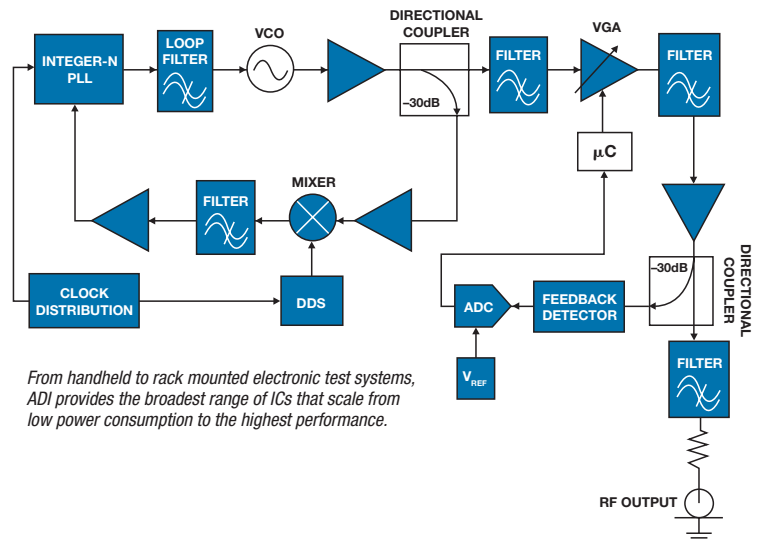 DIRECTIONAL
COUPLER
VCO
VGA
LOOP
FILTER
INTEGER-N
PLL
FILTER
FILTER
–30dB
μC
MIXER
FILTER
DIRECTIONAL
COUPLER
–30dB
CLOCK
DISTRIBUTION
DDS
ADC
FEEDBACK
DETECTOR
VREF
FILTER
From handheld to rack mounted electronic test systems,
ADI provides the broadest range of ICs that scale from
low power consumption to the highest performance.
RF OUTPUT